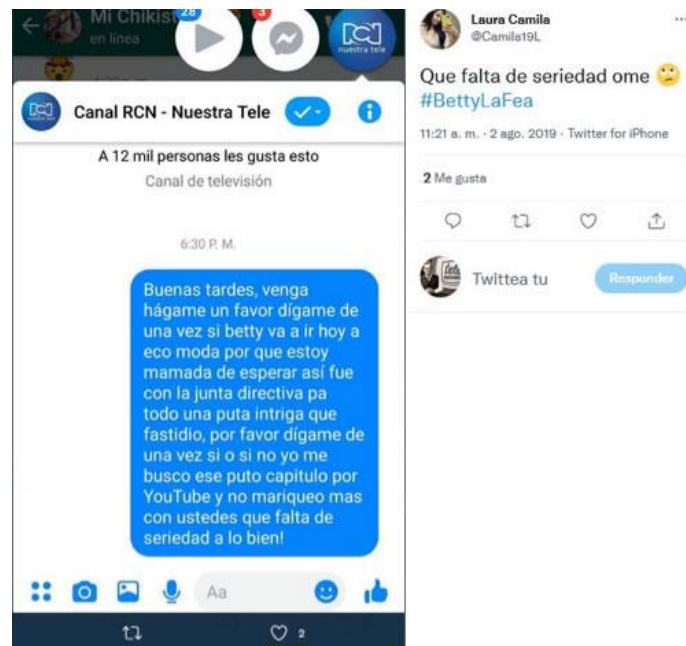 Mi Chikis
28
3
en línea
RCN
nuestra tele
RCN
Canal RCN - Nuestra Tele
A 12 mil personas les gusta esto
Canal de televisión
6:30 P. M.
Buenas tardes, venga
hágame un favor dígame de
una vez si betty va a ir hoy a
eco moda por que estoy
mamada de esperar así fue
con la junta directiva pa
todo una puta intriga que
fastidio, por favor dígame de
una vez si o si no yo me
busco ese puto capitulo por
YouTube y no mariqueo mas
con ustedes que falta de
seriedad a lo bien!
Aa
2
Laura Camila
@Camila19L
Que falta de seriedad ome 🙄
#BettyLaFea
11:21 a. m. · 2 ago. 2019 · Twitter for iPhone
2 Me gusta
Twittea tu
Responder